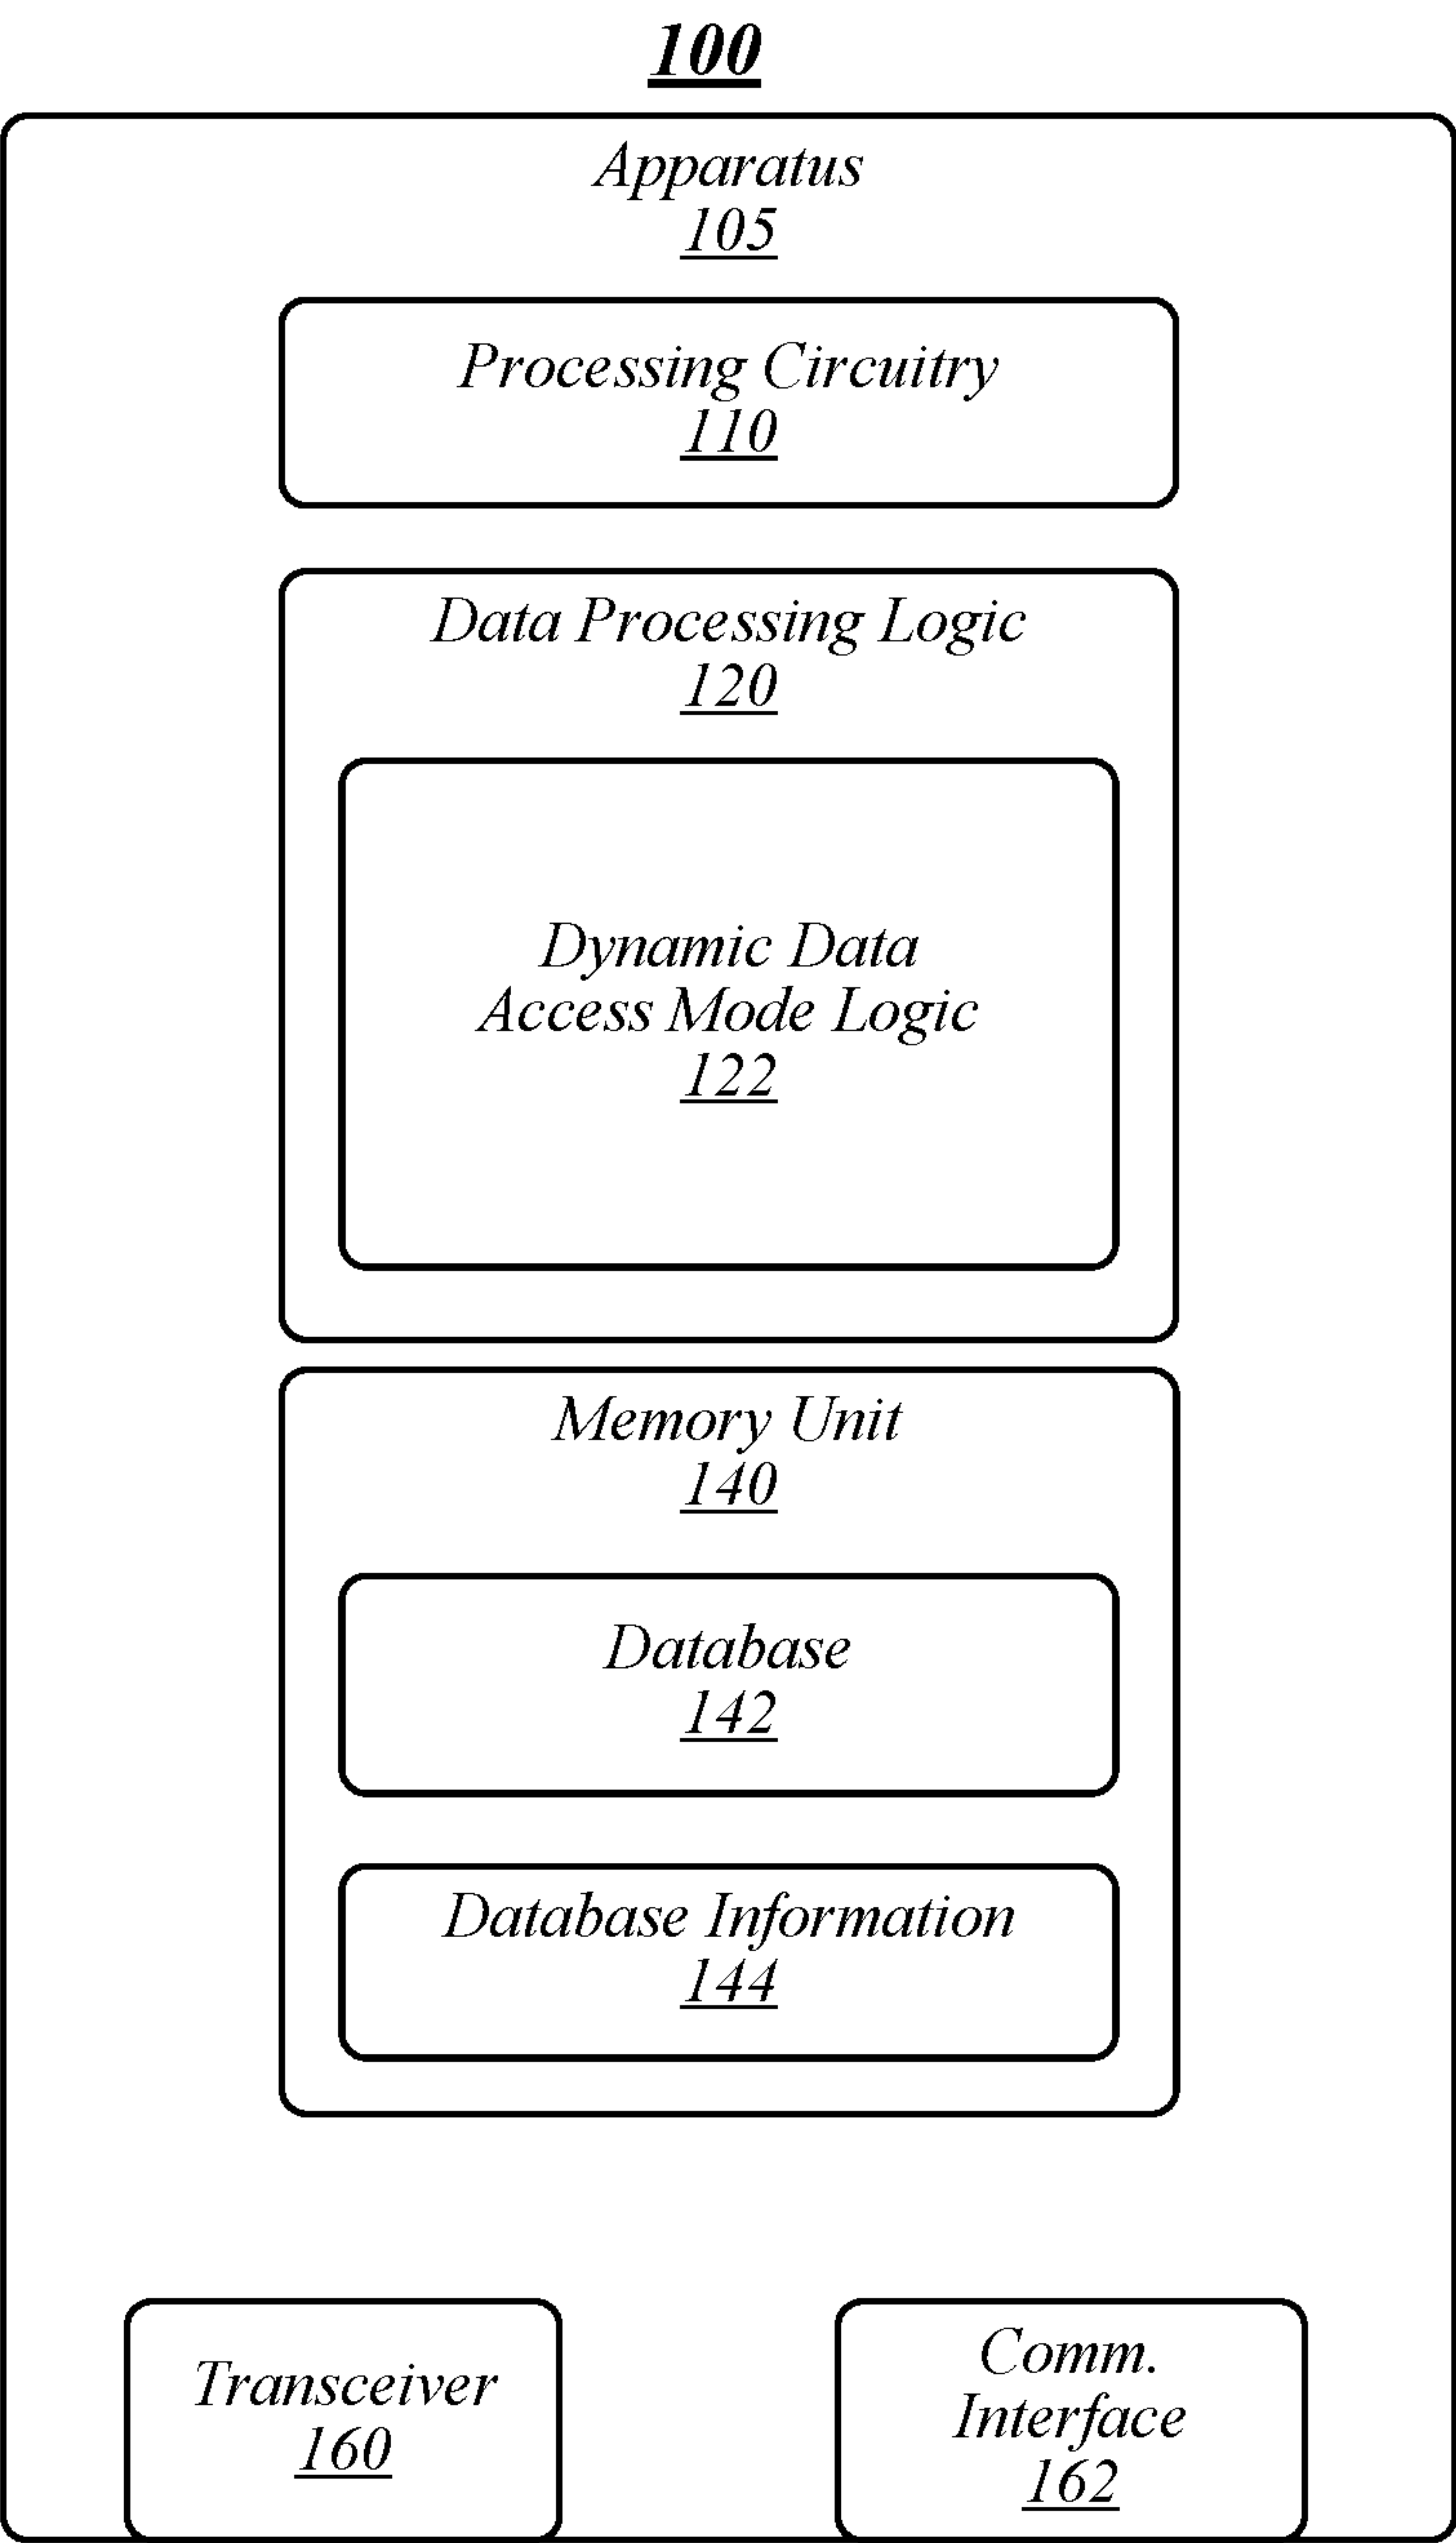 100
Apparatus
105
Processing Circuitry
110
Data Processing Logic
120
Dynamic Data
Access Mode Logic
122
Memory Unit
140
Database
142
Database Information
144
Transceiver
160
Comm.
Interface
162